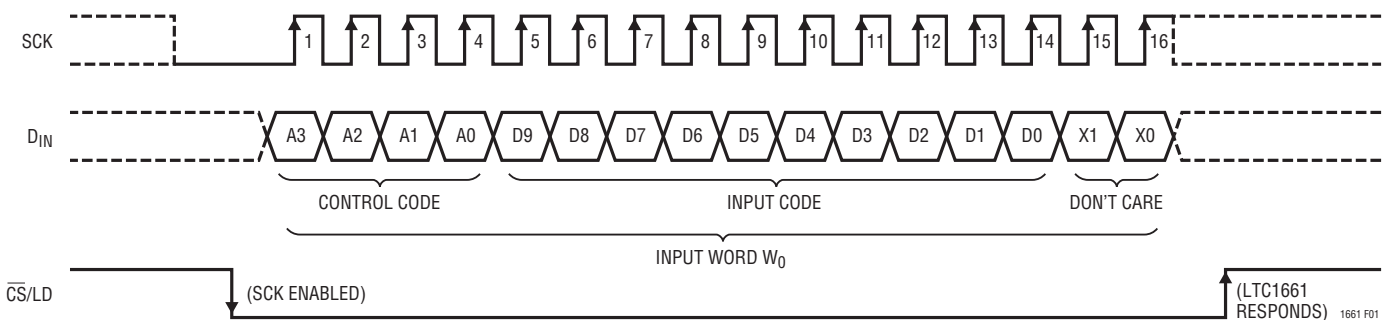 SCK 1 2 3 4 5 6 7 8 9 10 11 12 13 14 15 16
DIN A3 A2 A1 A0 D9 D8 D7 D6 D5 D4 D3 D2 D1 D0 X1 X0
CONTROL CODE INPUT CODE DON'T CARE
INPUT WORD W0
CS/LD (SCK ENABLED) (LTC1661
RESPONDS) 1661 F01